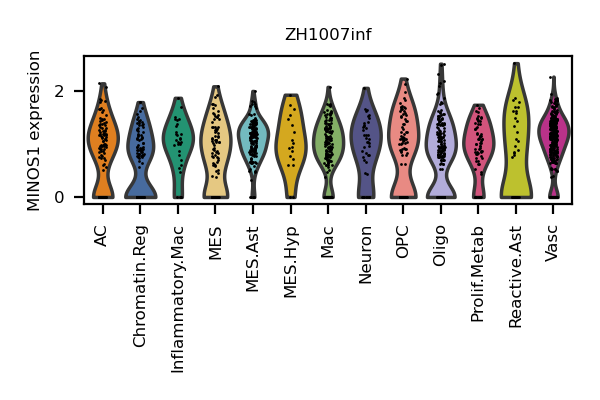 ZH1007inf
MINOS1 expression
2
0
AC
Chromatin.Reg
Inflammatory.Mac
MES
MES.Ast
MES.Hyp
Mac
Neuron
OPC
Oligo
Prolif.Metab
Reactive.Ast
Vasc